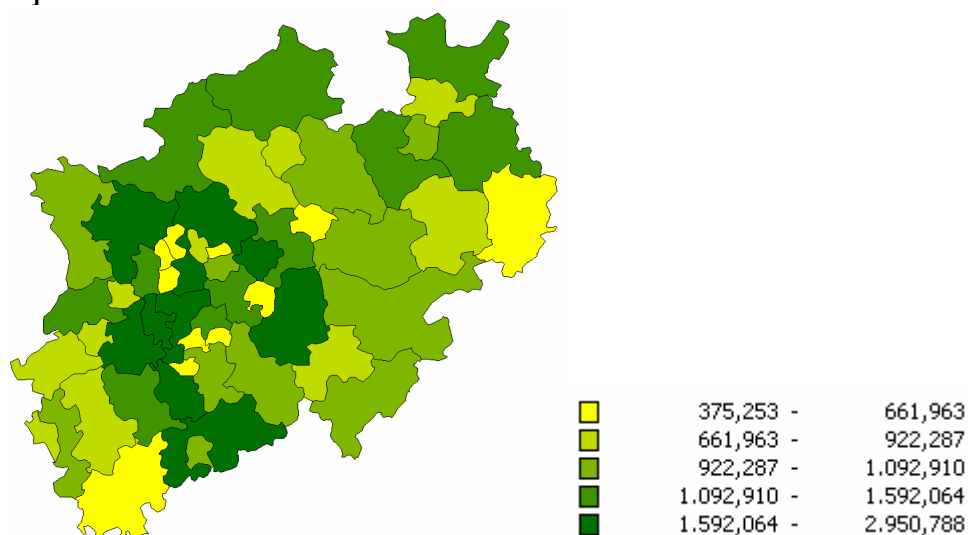 ]
375,253 - 661,963
661,963 - 922,287
922,287 - 1.092,910
1.092,910 - 1.592,064
1.592,064 - 2.950,788